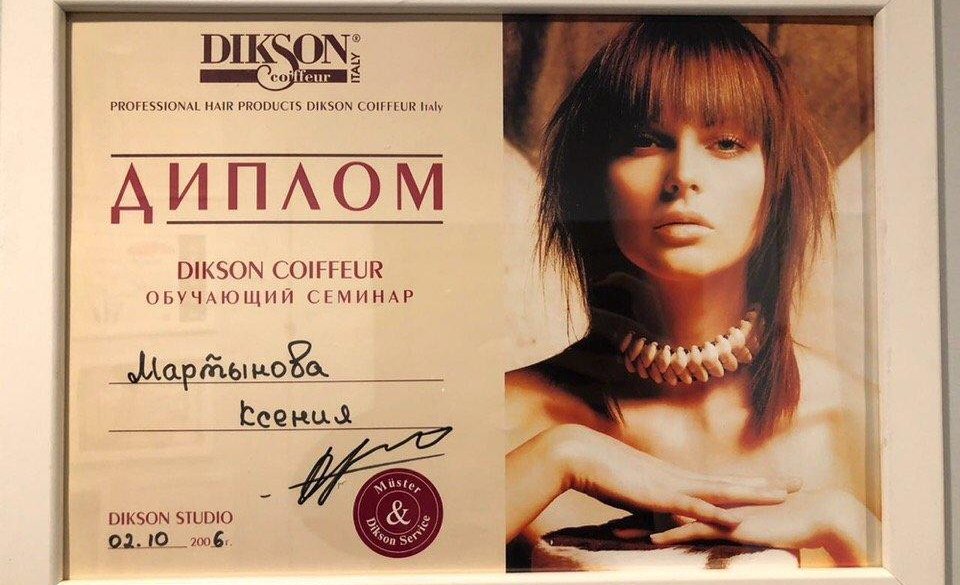 DIKSON® ITALY
Coiffeur
PROFESSIONAL HAIR PRODUCTS DIKSON COIFFEUR Italy
ДИПЛОМ
DIKSON COIFFEUR
ОБУЧАЮЩИЙ СЕМИНАР
Мартынова
Ксения
Müster
&
Dikson Service
DIKSON STUDIO
02.10 2006г.